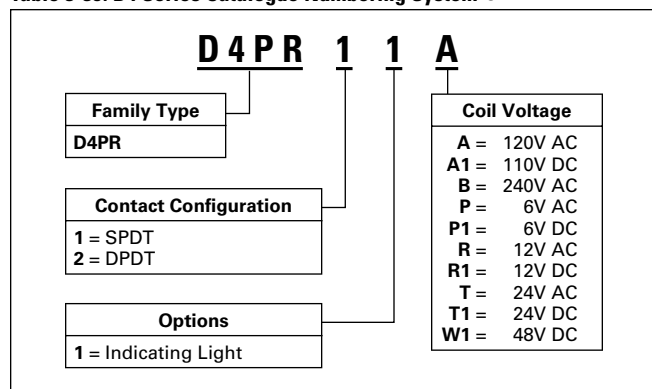 D4PR 1 1 A
Family Type
D4PR
Contact Configuration
1 = SPDT
2 = DPDT
Options
1 = Indicating Light
Coil Voltage
A = 120V AC
A1 = 110V DC
B = 240V AC
P = 6V AC
P1 = 6V DC
R = 12V AC
R1 = 12V DC
T = 24V AC
T1 = 24V DC
W1 = 48V DC